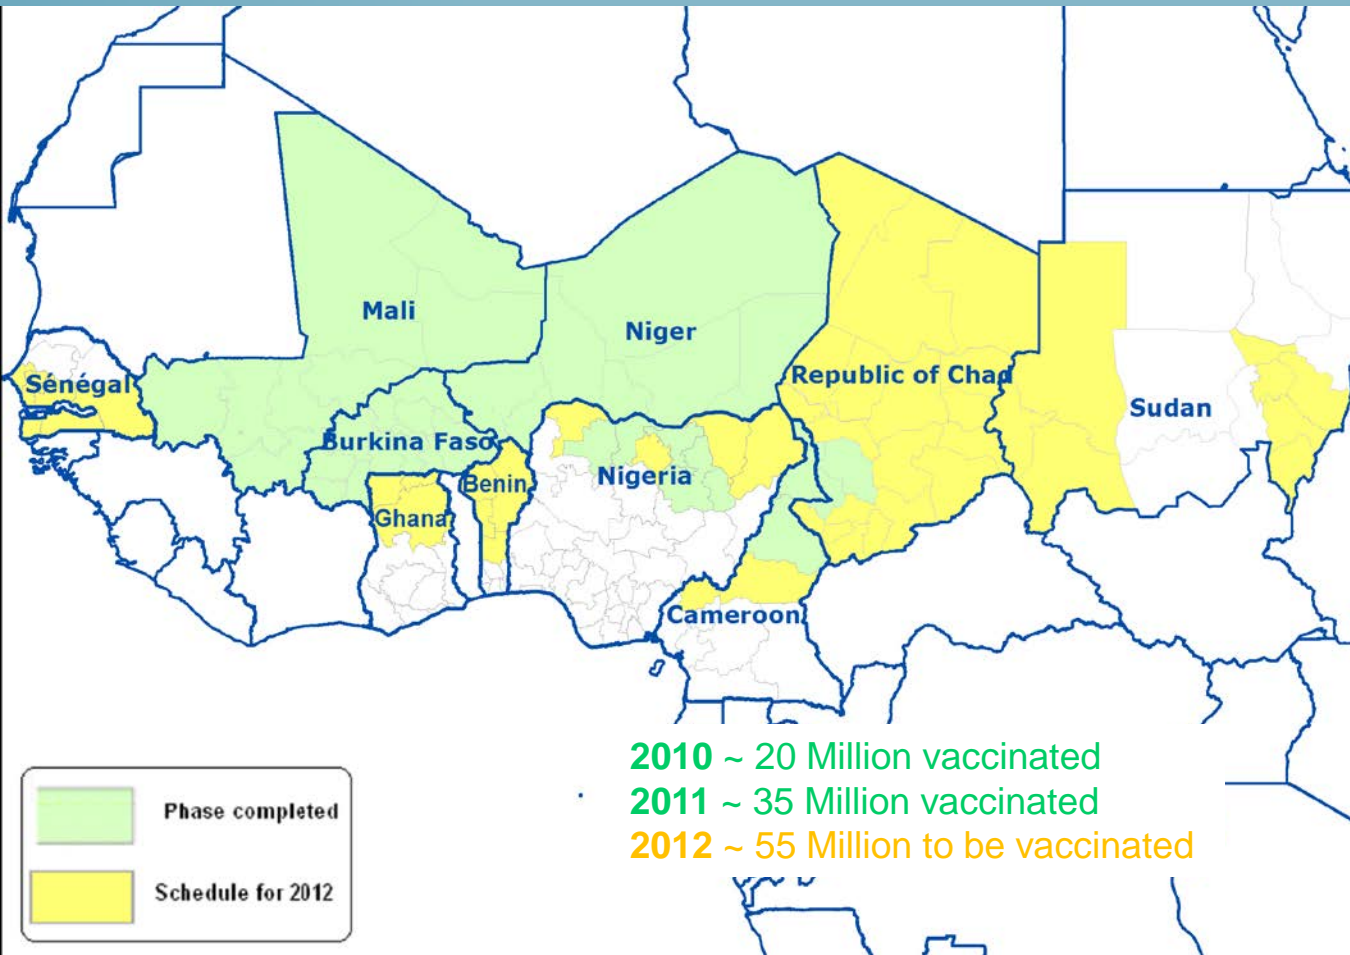 Mali
Niger
Republic of Chad
Sénégal
Sudan
Burkina Faso
Nigeria
Benin
Ghana
Cameroon
2010 ~ 20 Million vaccinated
2011 ~ 35 Million vaccinated
2012 ~ 55 Million to be vaccinated
Phase completed
Schedule for 2012